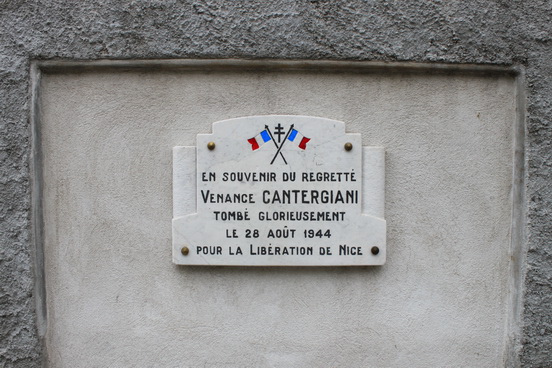 EN SOUVENIR DU REGRETTÉ
VENANCE CANTERGIANI
TOMBÉ GLORIEUSEMENT
LE 28 AOÛT 1944
POUR LA LIBÉRATION DE NICE